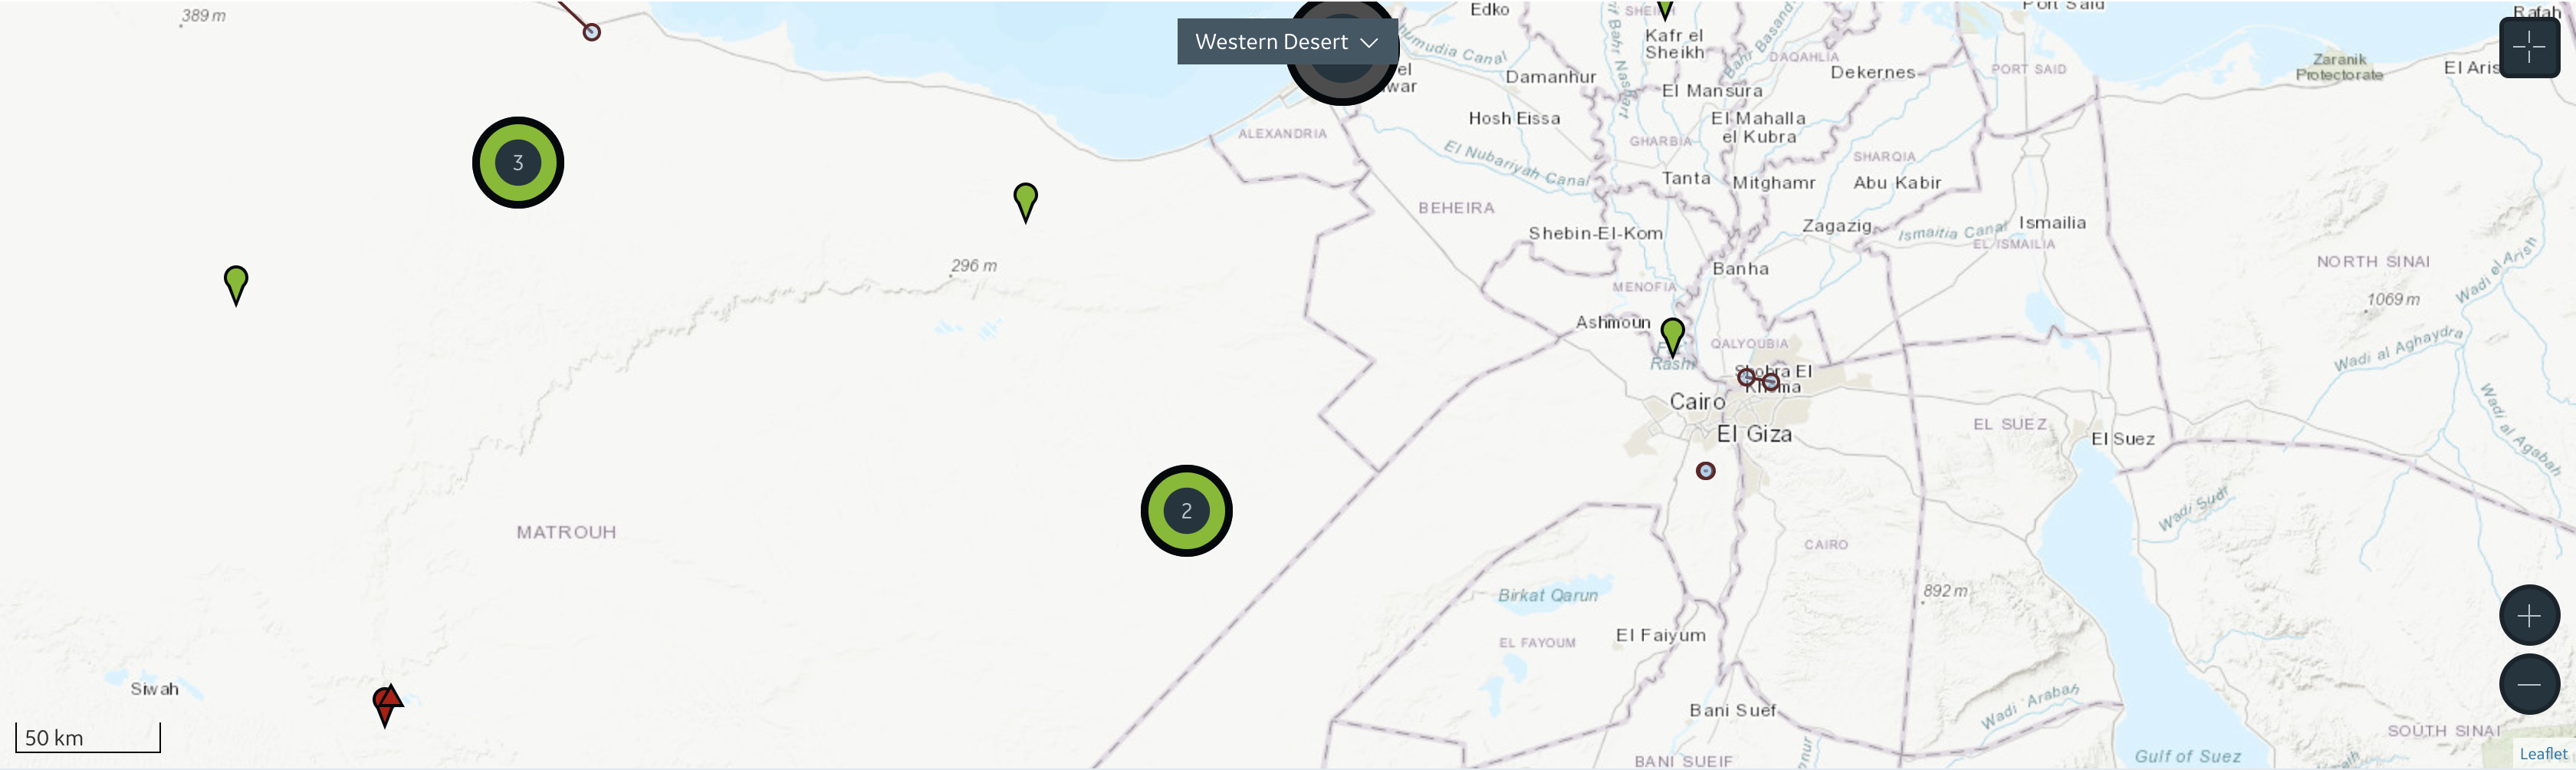 389 m
Edko
Port Said
Rafah
Western Desert
Kafr el
Sheikh
Damanhur
DAQAHLIA
Dekernes
PORT SAID
Zaranik
Protectorate
El Aris
El Mansura
Hosh Eissa
El Mahalla
el Kubra
ALEXANDRIA
GHARBIA
El Nubariyah Canal
SHARQIA
3
Tanta
Mitghamr
Abu Kabir
BEHEIRA
Shebin-El-Kom
Zagazig
Ismailia Canal
Ismailia
EL ISMAILIA
296 m
Banha
NORTH SINAI
Wadi el Arish
MENOFIA
1069 m
Ashmoun
QALYOUBIA
Wadi al Aghaydra
Rashi
Shobra El
Khema
Cairo
El Giza
EL SUEZ
El Suez
Wadi al Agabah
2
Wadi Sudr
MATROUH
CAIRO
Birkat Qarun
892 m
EL FAYOUM
El Faiyum
Siwah
Bani Suef
Wadi 'Arabah
50 km
BANI SUEIF
SOUTH SINAI
Gulf of Suez
Leaflet